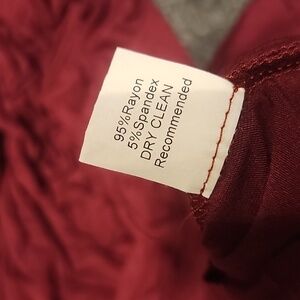 95%Rayon
5%Spandex
DRY CLEAN
Recommended